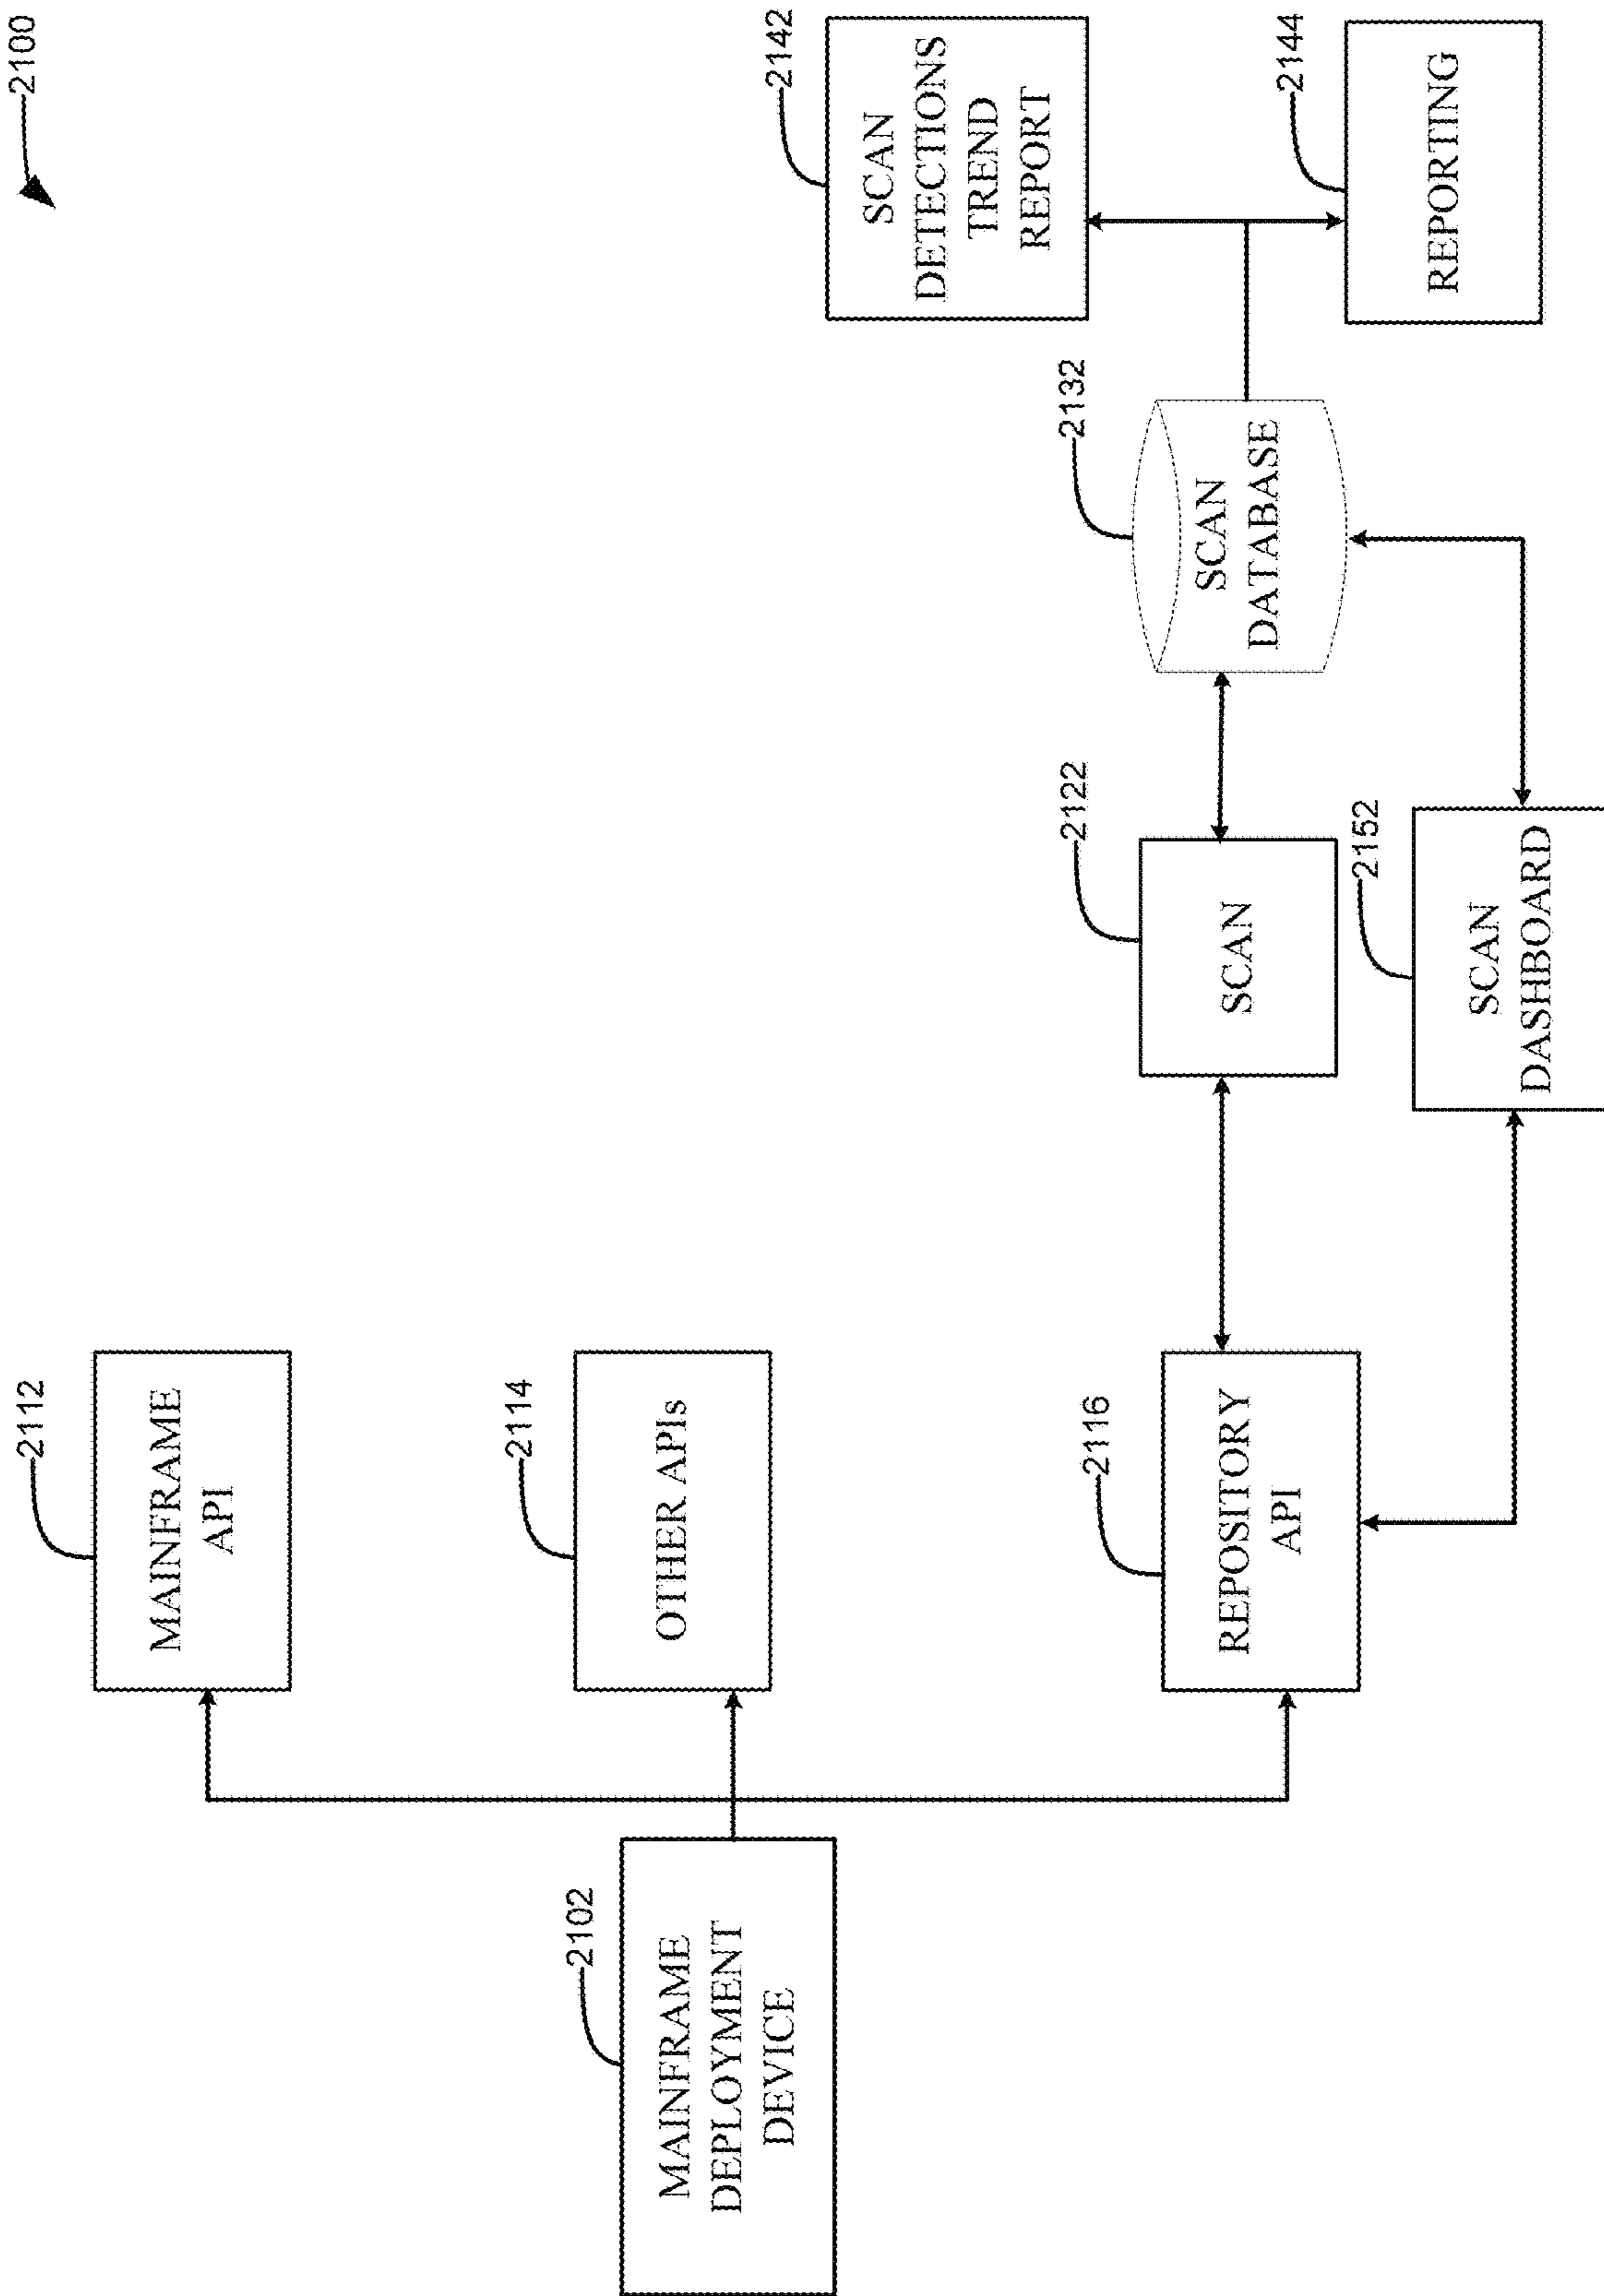 2100
2112
MAINFRAME
API
2102
MAINFRAME
DEPLOYMENT
DEVICE
2114
OTHER APIs
2116
REPOSITORY
API
2122
SCAN
2132
SCAN
DATABASE
2142
SCAN
DETECTIONS
TREND
REPORT
2144
REPORTING
2152
SCAN
DASHBOARD